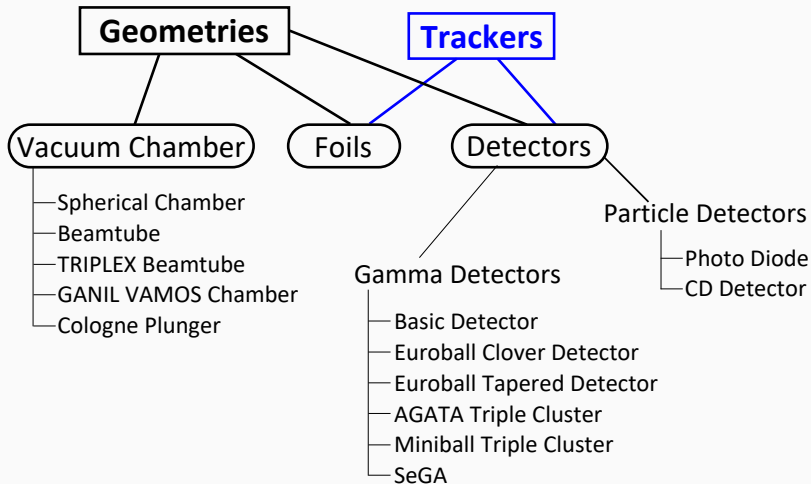 Geometries
Trackers
Vacuum Chamber
Foils
Detectors
Spherical Chamber
Beamtube
TRIPLEX Beamtube
GANIL VAMOS Chamber
Cologne Plunger
Particle Detectors
Photo Diode
CD Detector
Gamma Detectors
Basic Detector
Euroball Clover Detector
Euroball Tapered Detector
AGATA Triple Cluster
Miniball Triple Cluster
SeGA